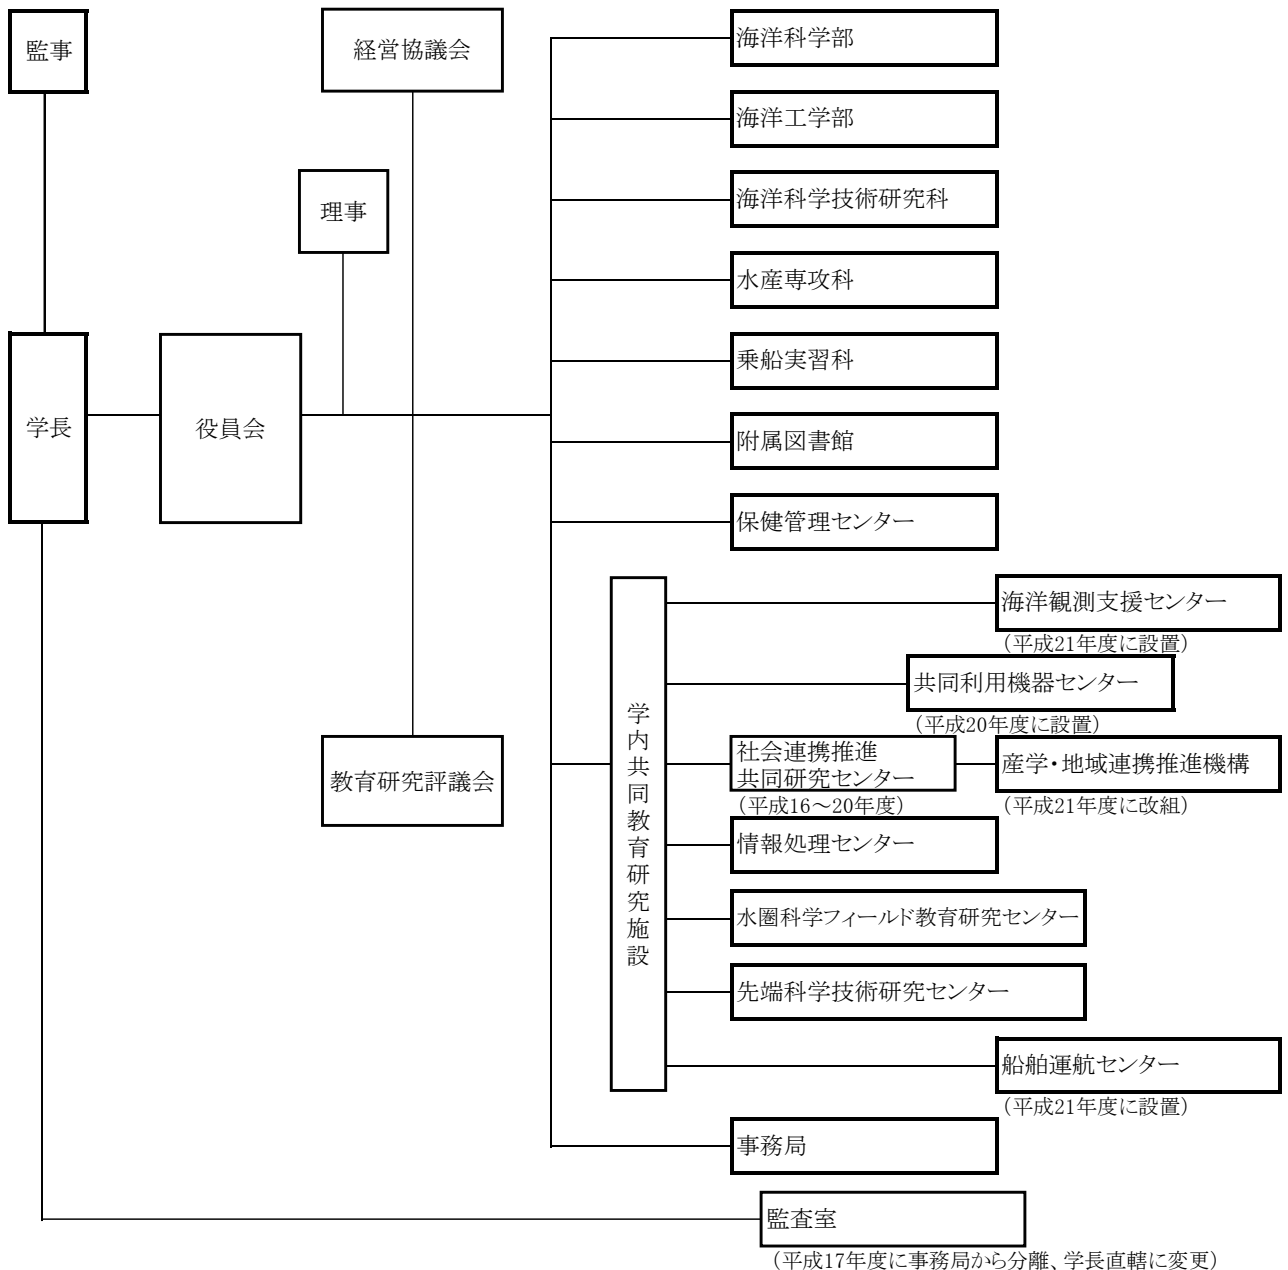 監事
経営協議会
理事
学長
役員会
教育研究評議会
海洋科学部
海洋工学部
海洋科学技術研究科
水産専攻科
乗船実習科
附属図書館
保健管理センター
学内共同教育研究施設
海洋観測支援センター
（平成21年度に設置）
共同利用機器センター
（平成20年度に設置）
社会連携推進
共同研究センター
（平成16～20年度）
産学・地域連携推進機構
（平成21年度に改組）
情報処理センター
水圏科学フィールド教育研究センター
先端科学技術研究センター
船舶運航センター
（平成21年度に設置）
事務局
監査室
（平成17年度に事務局から分離、学長直轄に変更）